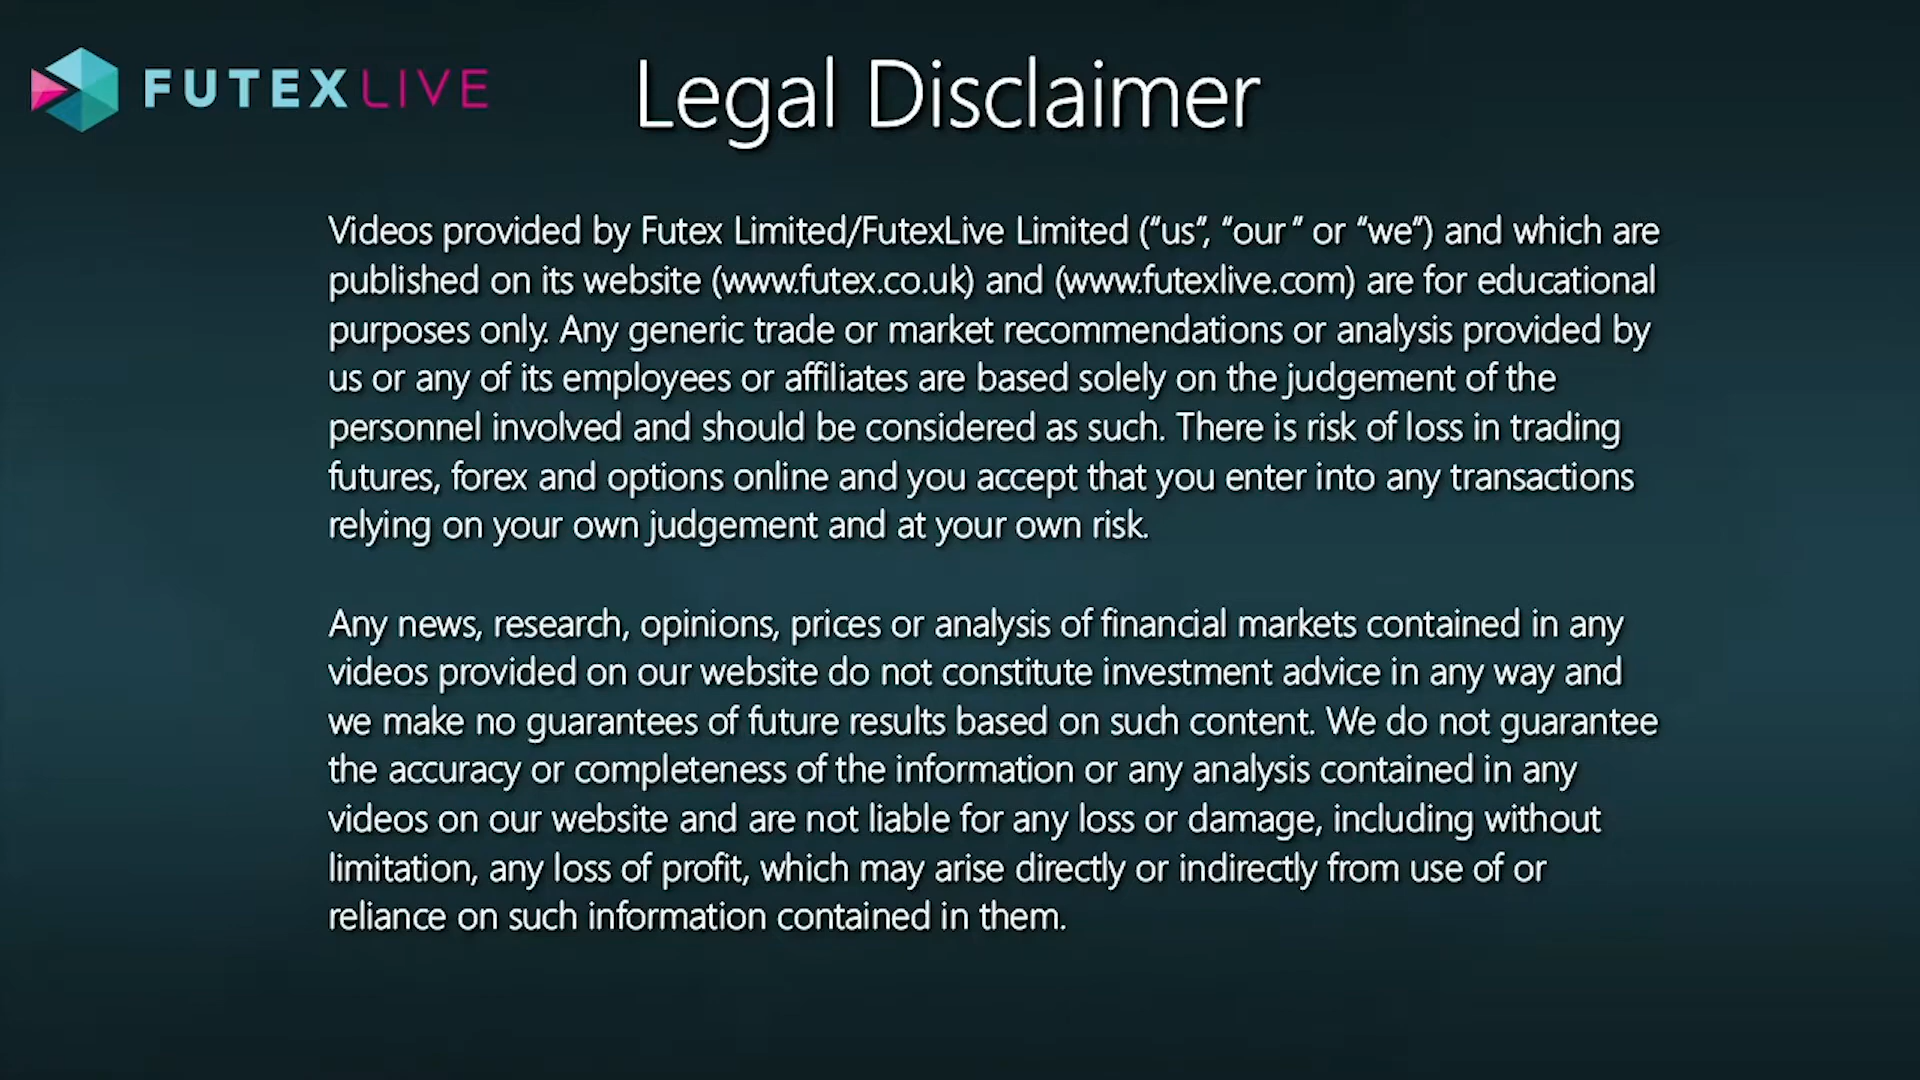 FUTEXLIVE
Legal Disclaimer
Videos provided by Futex Limited/FutexLive Limited (“us”, “our ” or “we”) and which are
published on its website (www.futex.co.uk) and (www.futexlive.com) are for educational
purposes only. Any generic trade or market recommendations or analysis provided by
us or any of its employees or affiliates are based solely on the judgement of the
personnel involved and should be considered as such. There is risk of loss in trading
futures, forex and options online and you accept that you enter into any transactions
relying on your own judgement and at your own risk.
Any news, research, opinions, prices or analysis of financial markets contained in any
videos provided on our website do not constitute investment advice in any way and
we make no guarantees of future results based on such content. We do not guarantee
the accuracy or completeness of the information or any analysis contained in any
videos on our website and are not liable for any loss or damage, including without
limitation, any loss of profit, which may arise directly or indirectly from use of or
reliance on such information contained in them.